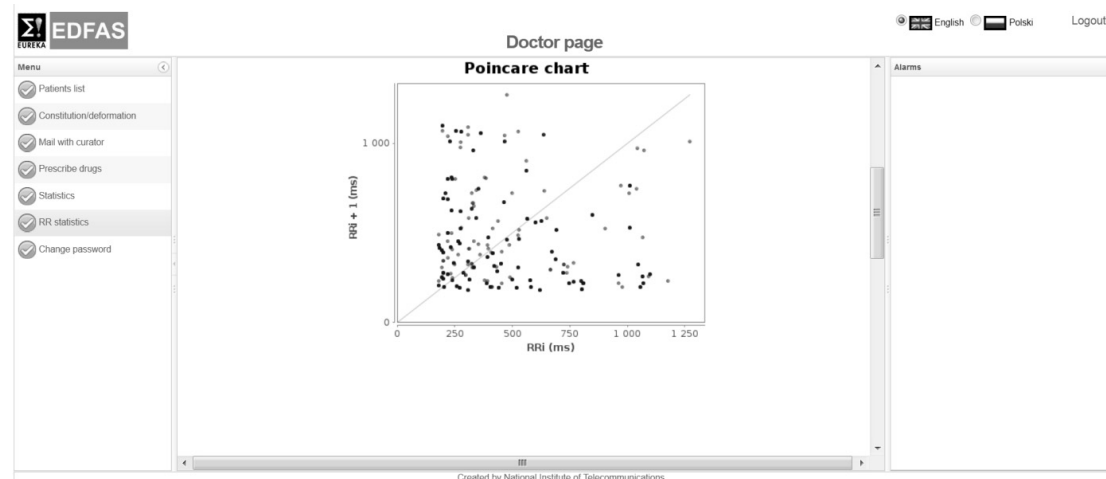 Σ!
EUREKA
EDFAS
Doctor page
English
Polski
Logout
Menu
Patients list
Constitution/deformation
Mail with curator
Prescribe drugs
Statistics
RR statistics
Change password
Poincare chart
RRi + 1 (ms)
1 000
0
0 250 500 750 1 000 1 250
RRi (ms)
Alarms
Created by National Institute of Telecommunications